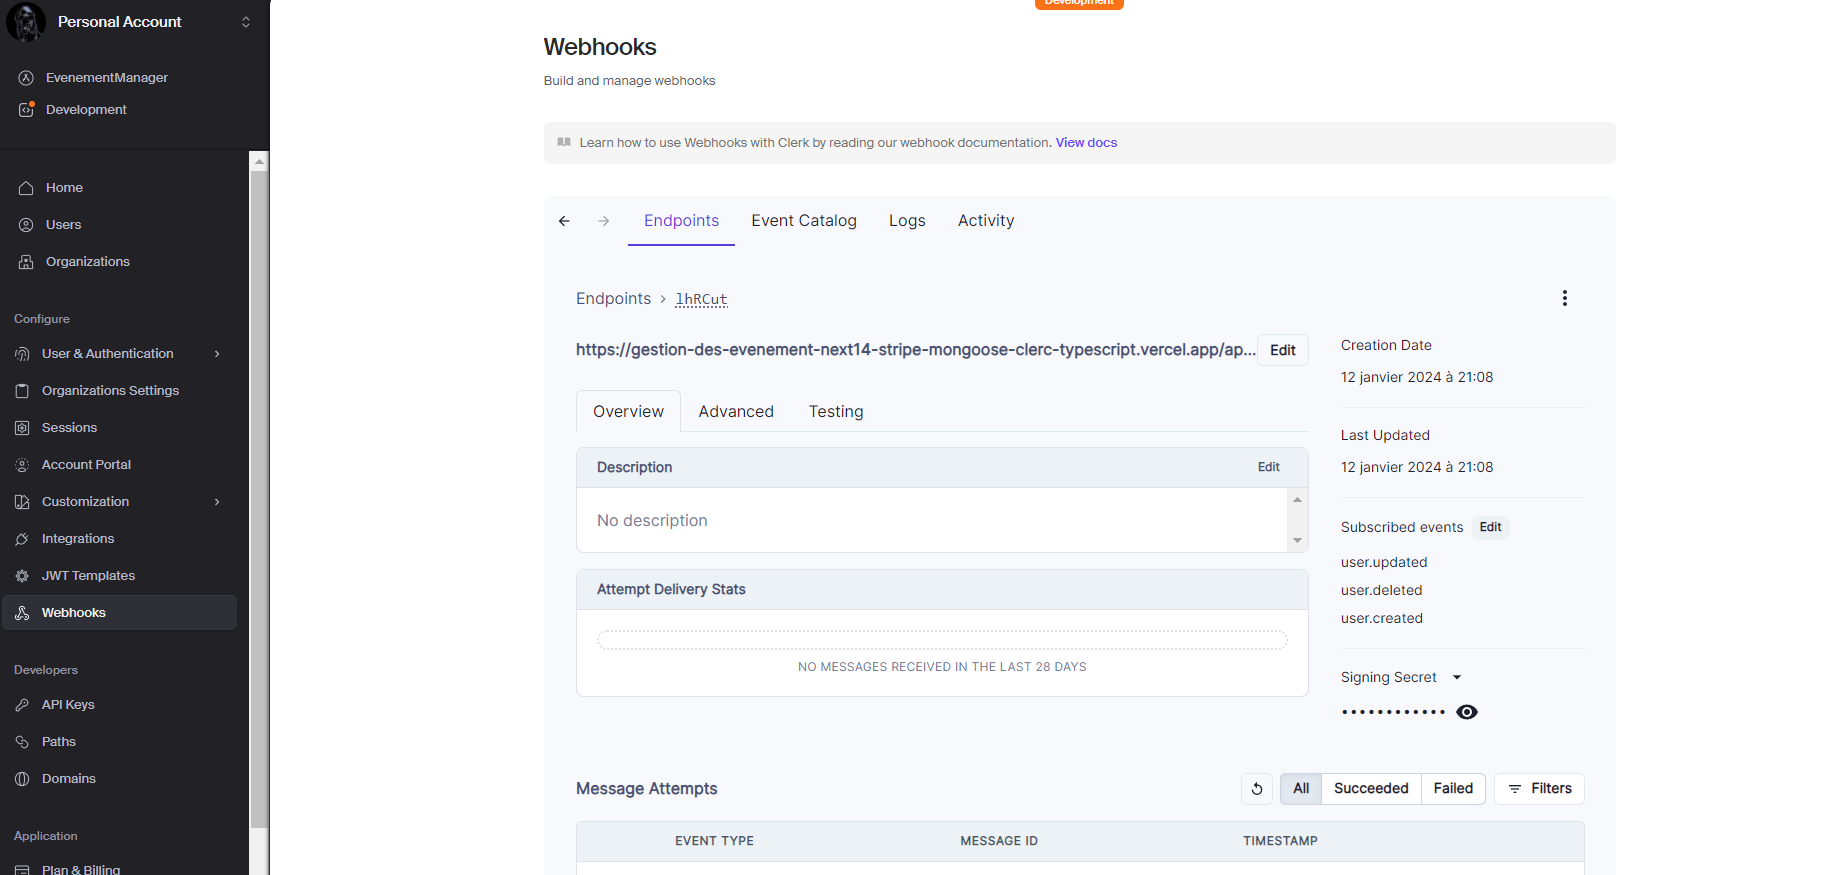 Personal Account
EvenementManager
Development
Home
Users
Organizations
Configure
User & Authentication
Organizations Settings
Sessions
Account Portal
Customization
Integrations
JWT Templates
Webhooks
Developers
API Keys
Paths
Domains
Application
Plan & Billing
Development
Webhooks
Build and manage webhooks
Learn how to use Webhooks with Clerk by reading our webhook documentation. View docs
Endpoints Event Catalog Logs Activity
Endpoints > lhRCut
https://gestion-des-evenement-next14-stripe-mongoose-clerc-typescript.vercel.app/ap... Edit
Overview Advanced Testing
Description Edit
No description
Attempt Delivery Stats
NO MESSAGES RECEIVED IN THE LAST 28 DAYS
Creation Date
12 janvier 2024 à 21:08
Last Updated
12 janvier 2024 à 21:08
Subscribed events Edit
user.updated
user.deleted
user.created
Signing Secret
••••••••••••
Message Attempts All Succeeded Failed Filters
EVENT TYPE MESSAGE ID TIMESTAMP